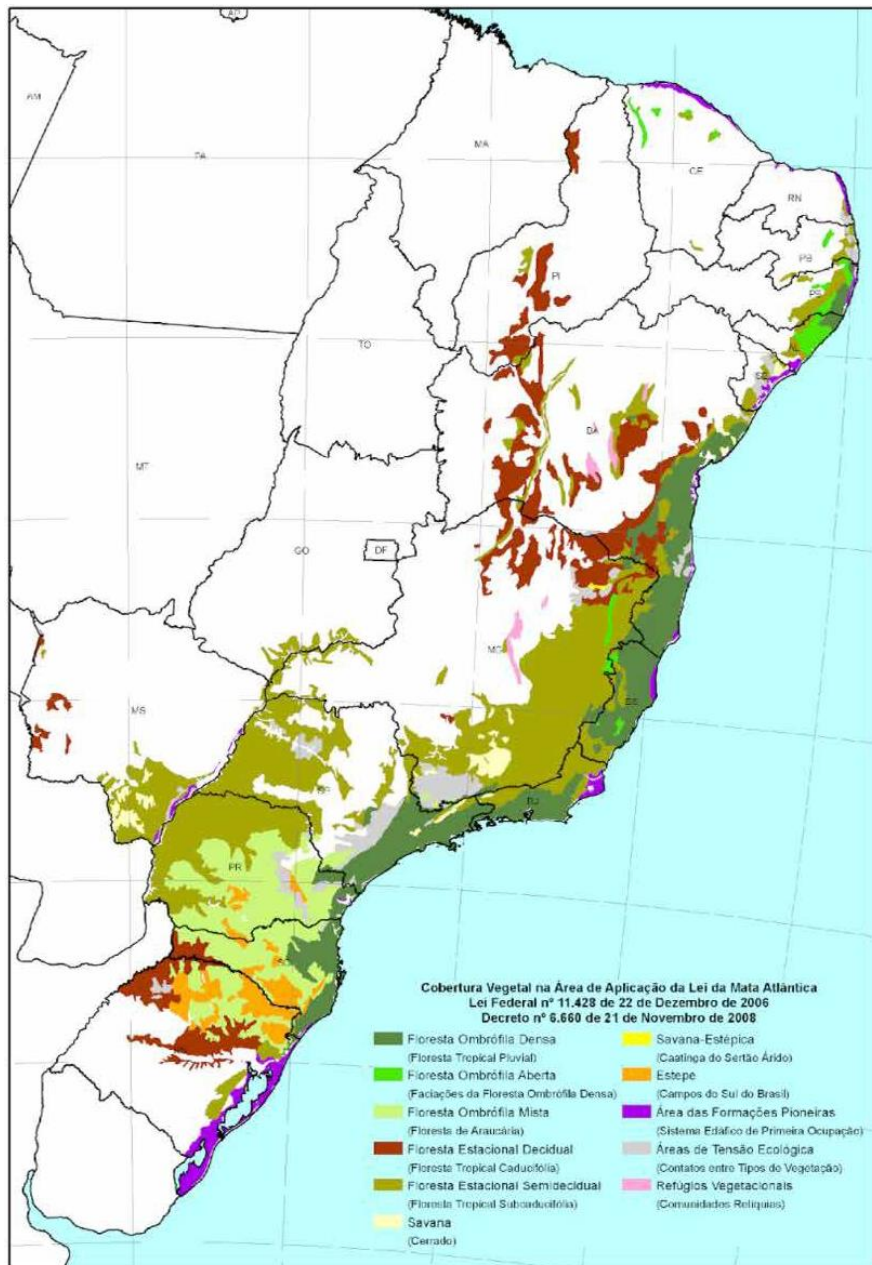 AP
AM
PA
MA
CE
RN
PB
PI
PE
TO
AL
SE
BA
MT
GO
DF
MG
MS
ES
SP
RJ
PR
SC
Cobertura Vegetal na Área de Aplicação da Lei da Mata Atlântica
Lei Federal nº 11.428 de 22 de Dezembro de 2006
Decreto nº 6.660 de 21 de Novembro de 2008
Floresta Ombrófila Densa
(Floresta Tropical Pluvial)
Floresta Ombrófila Aberta
(Faciações da Floresta Ombrófila Densa)
Floresta Ombrófila Mista
(Floresta de Araucária)
Floresta Estacional Decidual
(Floresta Tropical Caducifólia)
Floresta Estacional Semidecidual
(Floresta Tropical Subcaducifólia)
Savana
(Cerrado)
Savana-Estépica
(Caatinga do Sertão Árido)
Estepe
(Campos do Sul do Brasil)
Área das Formações Pioneiras
(Sistema Edáfico de Primeira Ocupação)
Áreas de Tensão Ecológica
(Contatos entre Tipos de Vegetação)
Refúgios Vegetacionais
(Comunidades Relíquias)